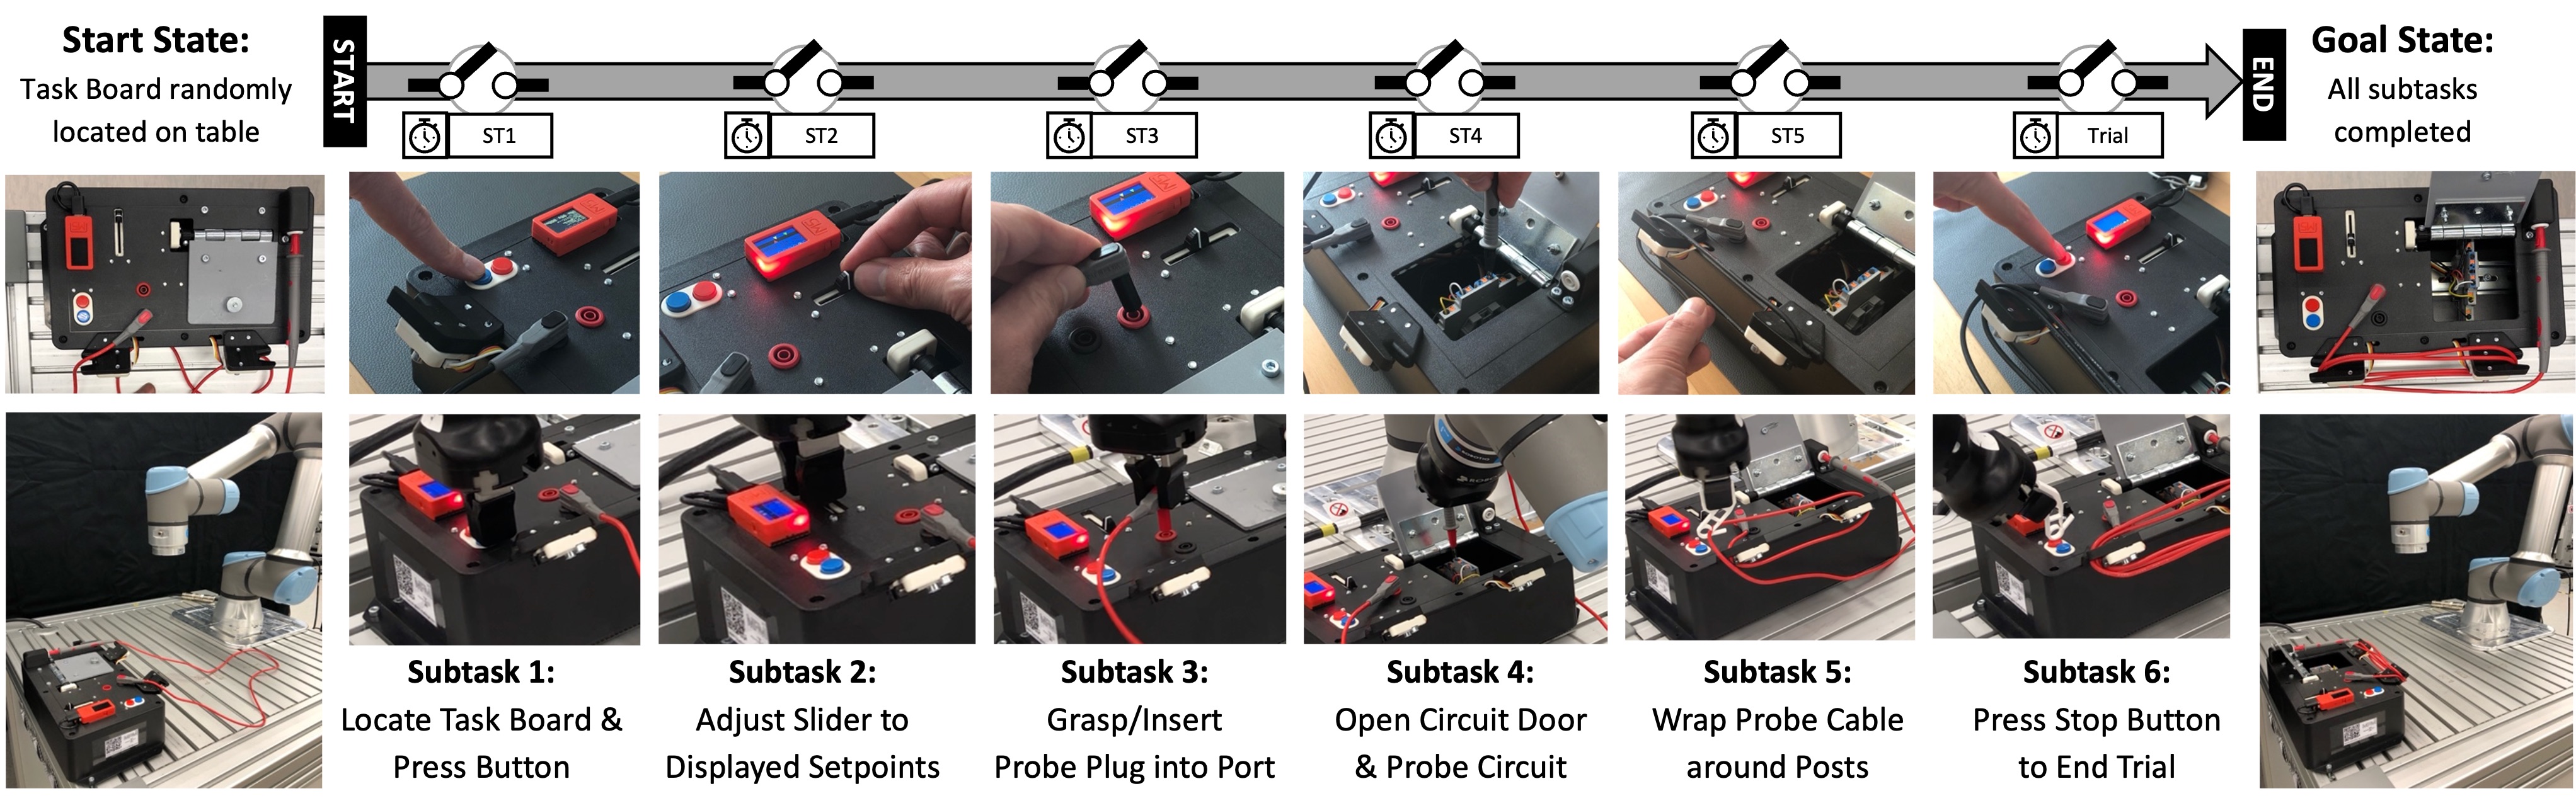 Start State:
Task Board randomly
located on table
START
ST1
ST2
ST3
ST4
ST5
Trial
END
Goal State:
All subtasks
completed
Subtask 1:
Locate Task Board &
Press Button
Subtask 2:
Adjust Slider to
Displayed Setpoints
Subtask 3:
Grasp/Insert
Probe Plug into Port
Subtask 4:
Open Circuit Door
& Probe Circuit
Subtask 5:
Wrap Probe Cable
around Posts
Subtask 6:
Press Stop Button
to End Trial